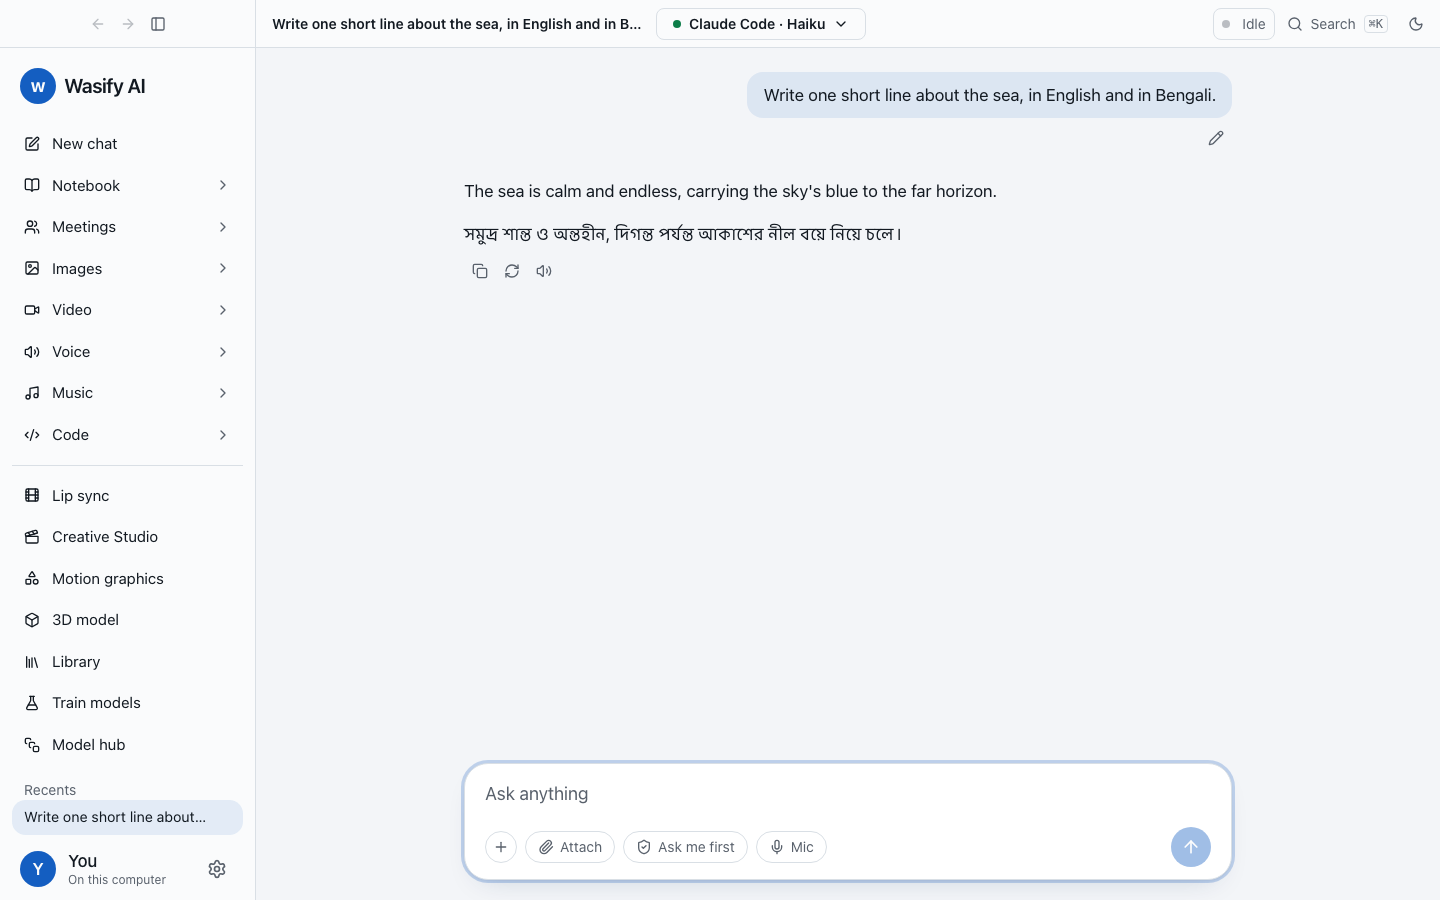 Write one short line about the sea, in English and in B...
Claude Code · Haiku
Idle
Search
⌘K
W
Wasify AI
New chat
Notebook
Meetings
Images
Video
Voice
Music
Code
Lip sync
Creative Studio
Motion graphics
3D model
Library
Train models
Model hub
Recents
Write one short line about...
Y
You
On this computer
Write one short line about the sea, in English and in Bengali.
The sea is calm and endless, carrying the sky's blue to the far horizon.
সমুদ্র শান্ত ও অন্তহীন, দিগন্ত পর্যন্ত আকাশের নীল বয়ে নিয়ে চলে।
Ask anything
Attach
Ask me first
Mic